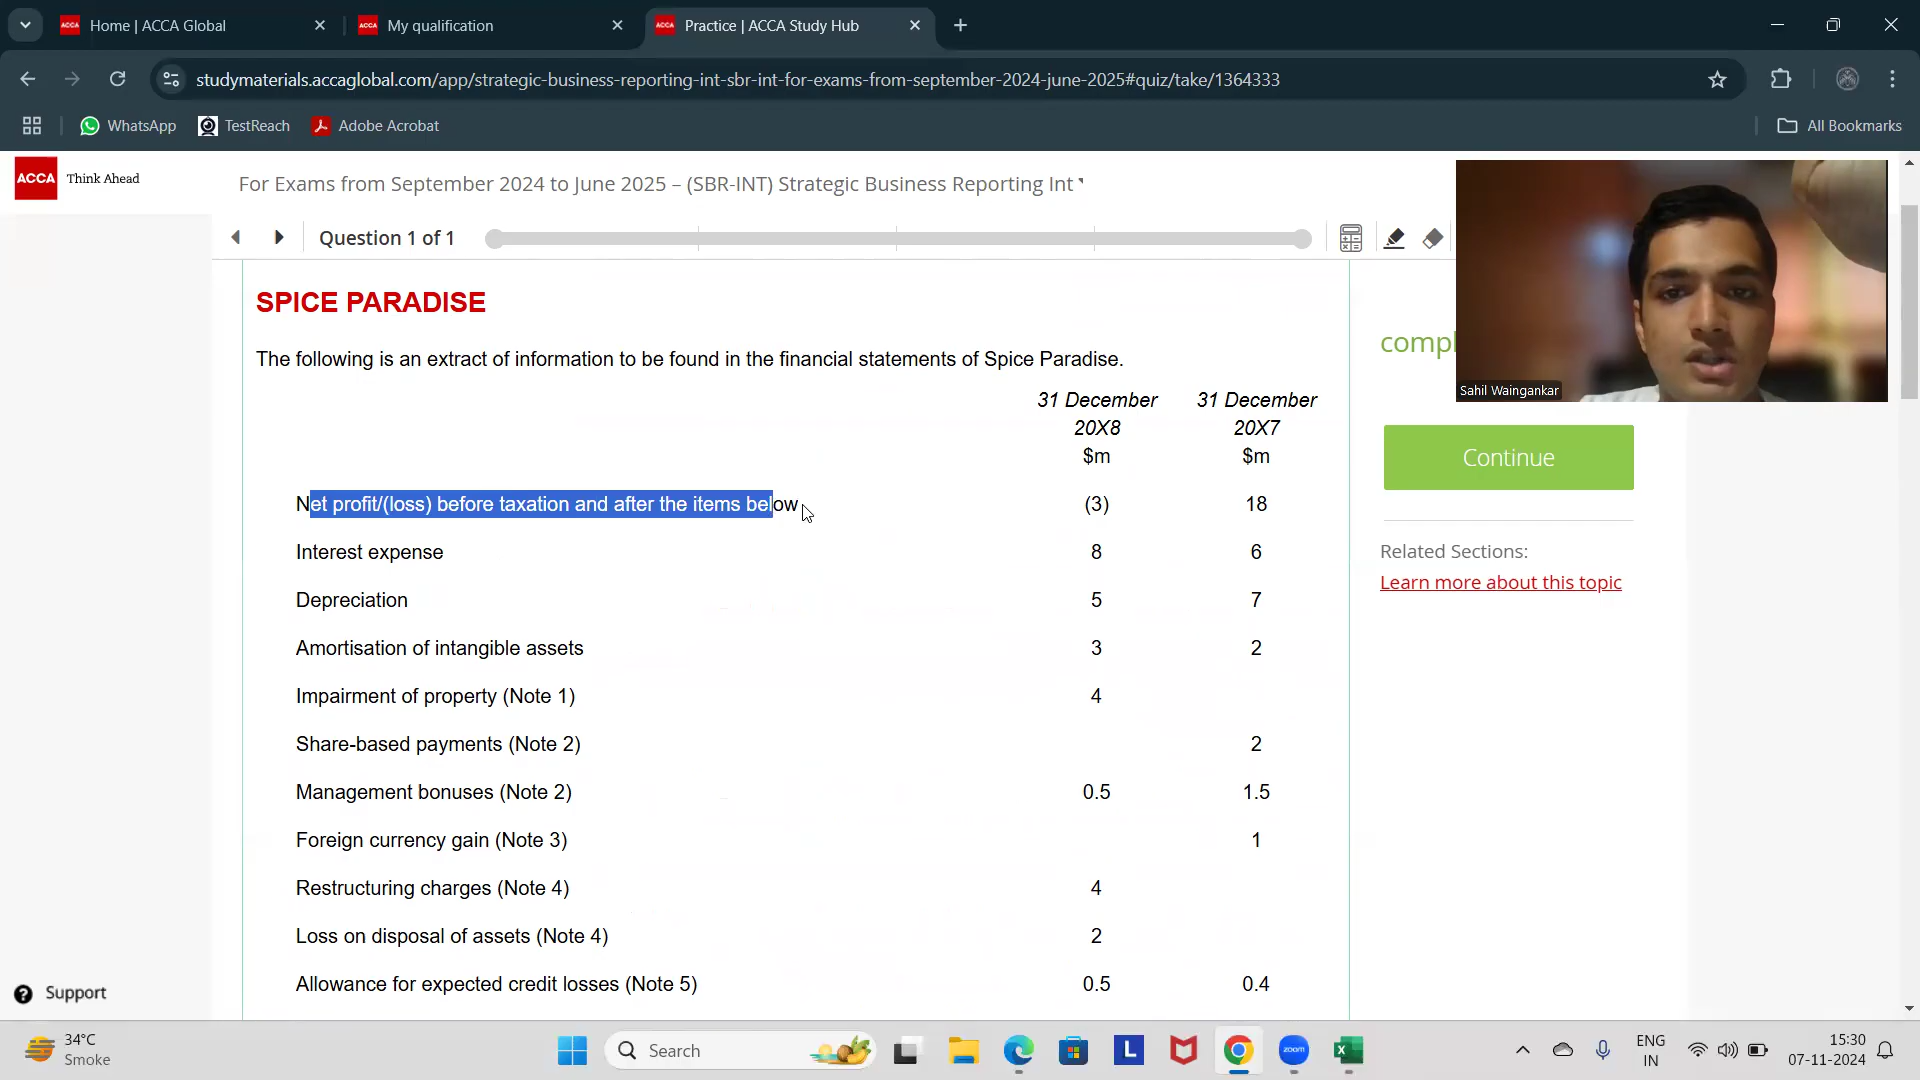 Home | ACCA Global
My qualification
Practice | ACCA Study Hub
studymaterials.accaglobal.com/app/strategic-business-reporting-int-sbr-int-for-exams-from-september-2024-june-2025#quiz/take/1364333
WhatsApp
TestReach
Adobe Acrobat
All Bookmarks
ACCA
Think Ahead
For Exams from September 2024 to June 2025 – (SBR-INT) Strategic Business Reporting Int
Question 1 of 1
SPICE PARADISE
The following is an extract of information to be found in the financial statements of Spice Paradise.
31 December 31 December
20X8 20X7
$m $m
Net profit/(loss) before taxation and after the items below (3) 18
Interest expense 8 6
Depreciation 5 7
Amortisation of intangible assets 3 2
Impairment of property (Note 1) 4
Share-based payments (Note 2) 2
Management bonuses (Note 2) 0.5 1.5
Foreign currency gain (Note 3) 1
Restructuring charges (Note 4) 4
Loss on disposal of assets (Note 4) 2
Allowance for expected credit losses (Note 5) 0.5 0.4
Sahil Waingankar
Continue
Related Sections:
Learn more about this topic
Support
34°C
Smoke
Search
L
zoom
ENG
IN
15:30
07-11-2024